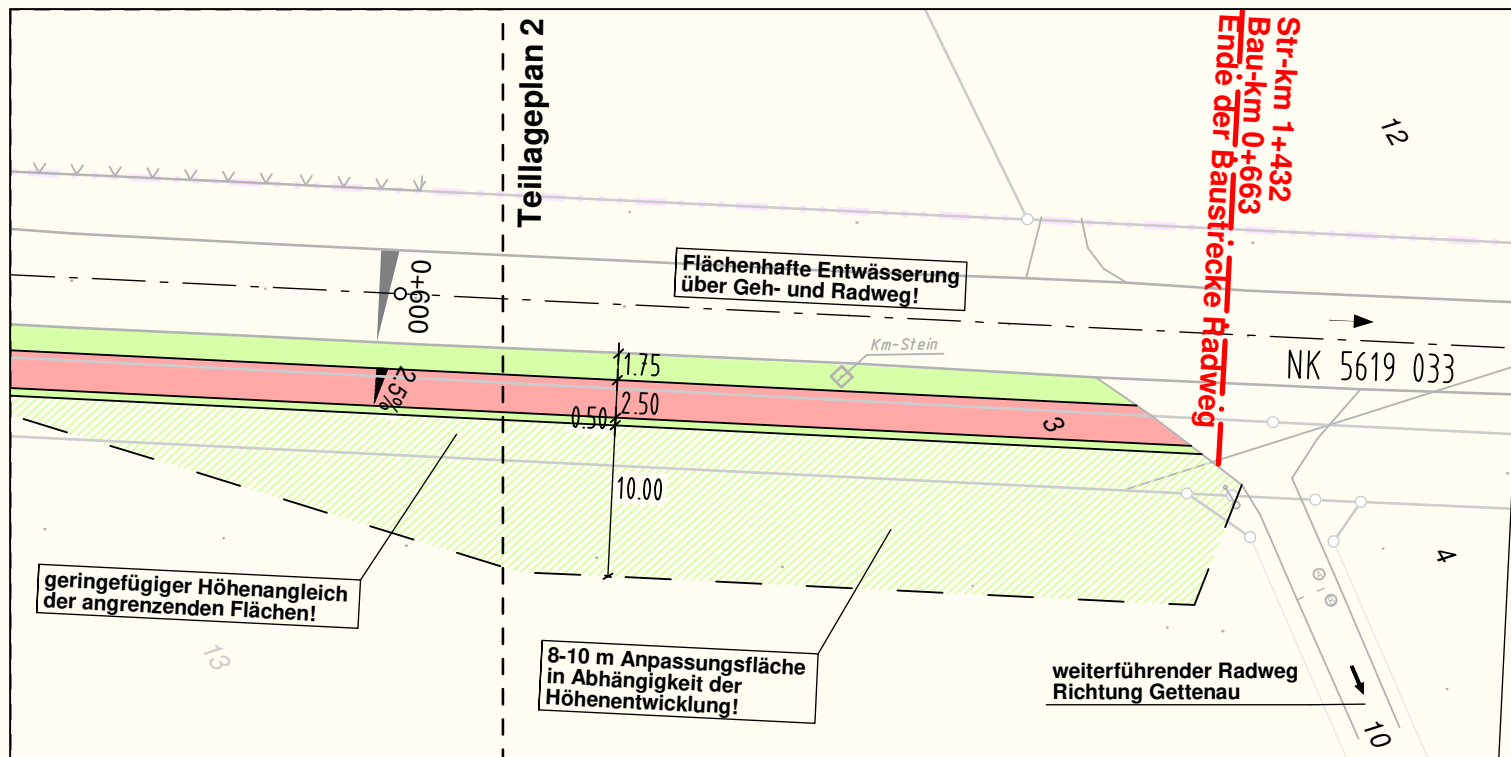 Teillageplan 2
Str-km 1+432
Bau-km 0+663
Ende der Baustrecke Radweg
12
0+600
Flächenhafte Entwässerung
über Geh- und Radweg!
Km-Stein
NK 5619 033
2.5%
1.75
2.50
0.50
10.00
3
4
geringefügiger Höhenangleich
der angrenzenden Flächen!
13
8-10 m Anpassungsfläche
in Abhängigkeit der
Höhenentwicklung!
weiterführender Radweg
Richtung Gettenau
10